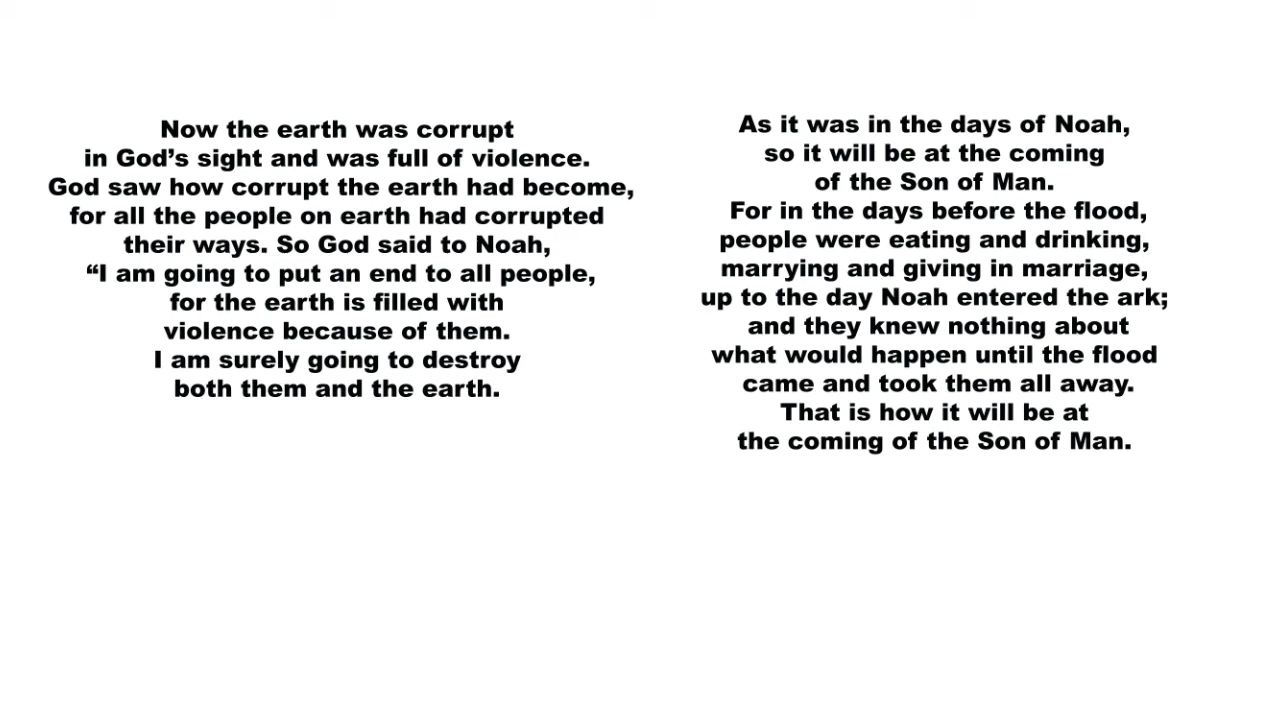 Now the earth was corrupt
in God’s sight and was full of violence.
God saw how corrupt the earth had become,
for all the people on earth had corrupted
their ways. So God said to Noah,
“I am going to put an end to all people,
for the earth is filled with
violence because of them.
I am surely going to destroy
both them and the earth.
As it was in the days of Noah,
so it will be at the coming
of the Son of Man.
For in the days before the flood,
people were eating and drinking,
marrying and giving in marriage,
up to the day Noah entered the ark;
and they knew nothing about
what would happen until the flood
came and took them all away.
That is how it will be at
the coming of the Son of Man.